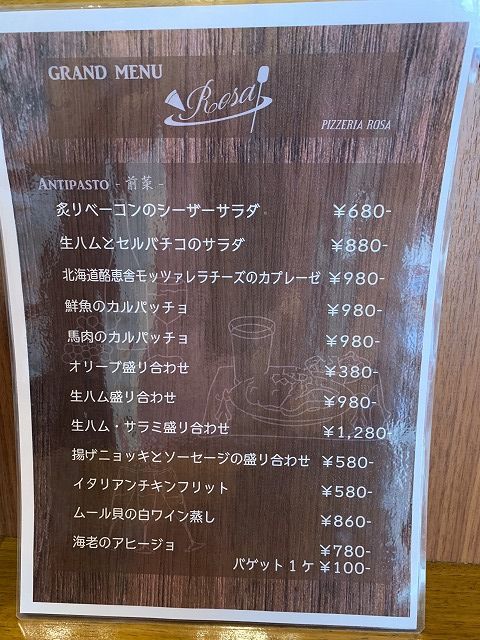 GRAND MENU
Rosa
PIZZERIA ROSA
ANTIPASTO - 前菜 -
炙りベーコンのシーザーサラダ ¥680-
生ハムとセルバチコのサラダ ¥880-
北海道酪恵舎モッツァレラチーズのカプレーゼ ¥980-
鮮魚のカルパッチョ ¥980-
馬肉のカルパッチョ ¥980-
オリーブ盛り合わせ ¥380-
生ハム盛り合わせ ¥980-
生ハム・サラミ盛り合わせ ¥1,280-
揚げニョッキとソーセージの盛り合わせ ¥580-
イタリアンチキンフリット ¥580-
ムール貝の白ワイン蒸し ¥860-
海老のアヒージョ ¥780-
バゲット1ケ ¥100-